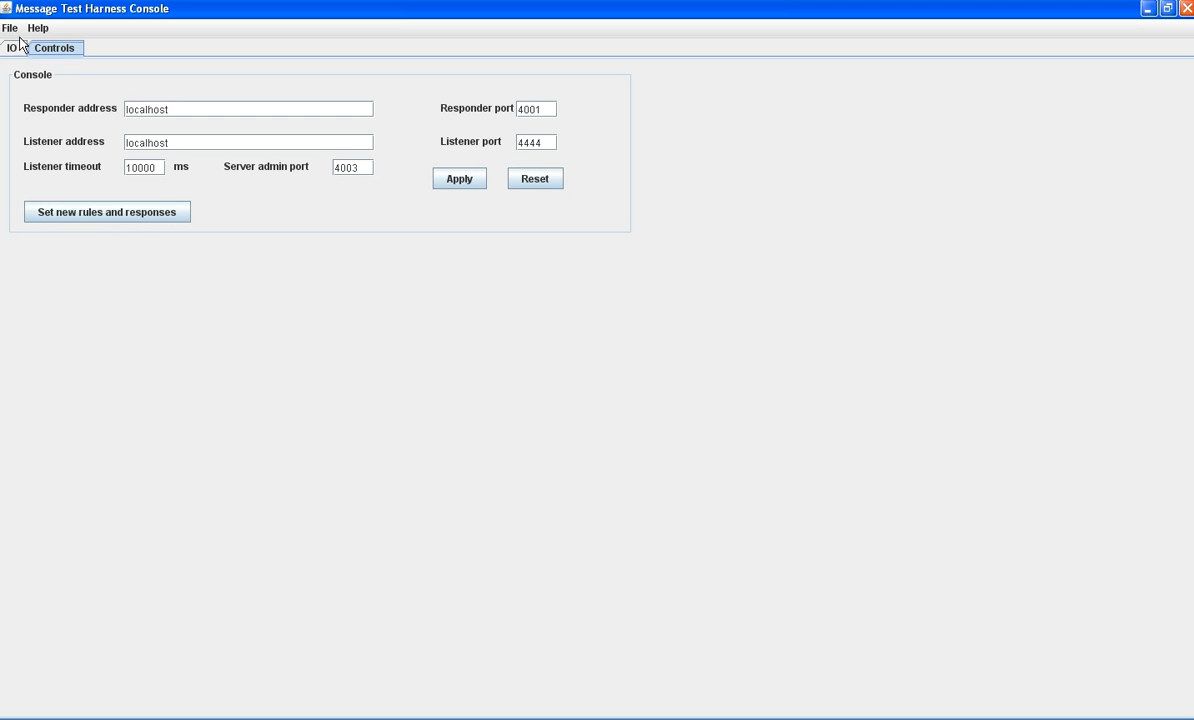 Message Test Harness Console
File Help
IO Controls
Console
Responder address localhost Responder port 4001
Listener address localhost Listener port 4444
Listener timeout 10000 ms Server admin port 4003
Apply Reset
Set new rules and responses